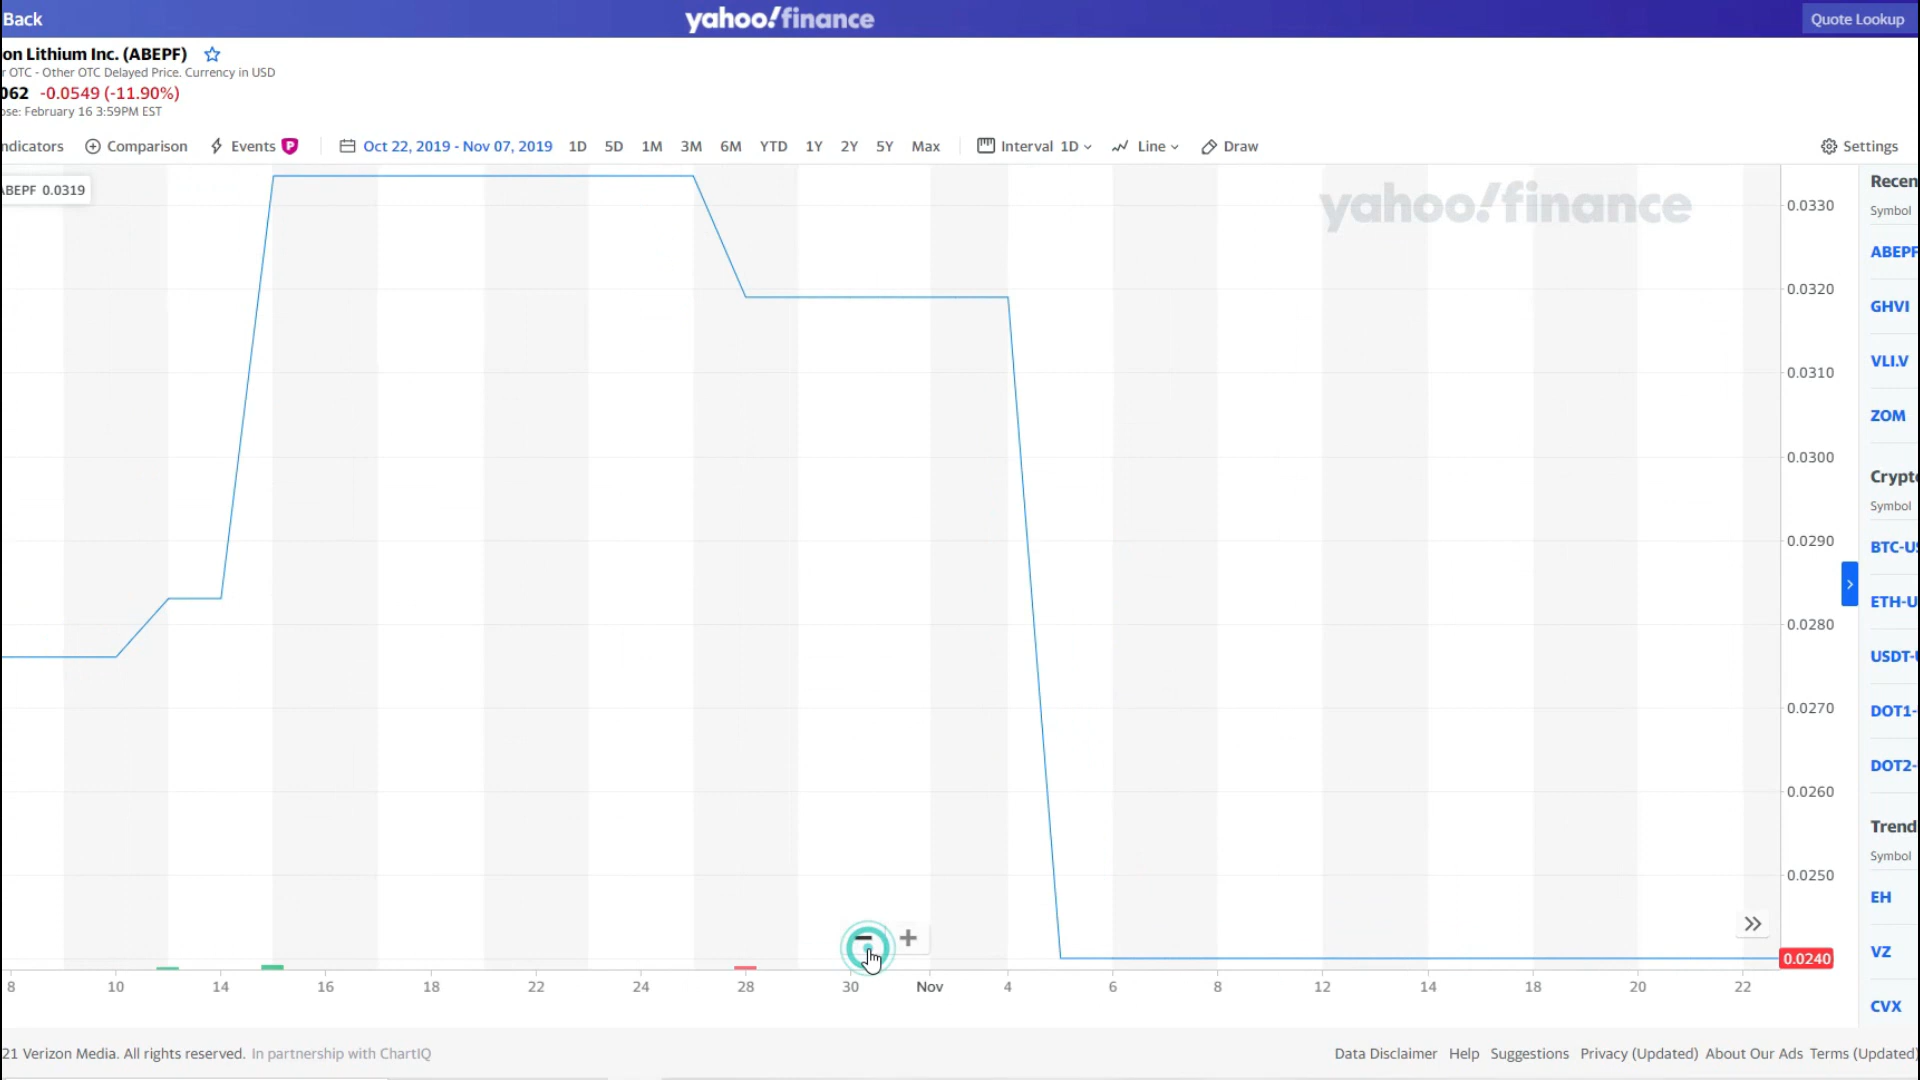 Back
yahoo!finance
Quote Lookup
on Lithium Inc. (ABEPF)
r OTC - Other OTC Delayed Price. Currency in USD
062 -0.0549 (-11.90%)
ose: February 16 3:59PM EST
ndicators Comparison Events P Oct 22, 2019 - Nov 07, 2019 1D 5D 1M 3M 6M YTD 1Y 2Y 5Y Max Interval 1D Line Draw Settings
ABEPF 0.0319
yahoo!finance
0.0330
0.0320
0.0310
0.0300
0.0290
0.0280
0.0270
0.0260
0.0250
0.0240
8 10 14 16 18 22 24 28 30 Nov 4 6 8 12 14 18 20 22
Recen
Symbol
ABEPF
GHVI
VLI.V
ZOM
Crypto
Symbol
BTC-US
ETH-U
USDT-U
DOT1-
DOT2-
Trend
Symbol
EH
VZ
CVX
21 Verizon Media. All rights reserved. In partnership with ChartIQ
Data Disclaimer Help Suggestions Privacy (Updated) About Our Ads Terms (Updated)